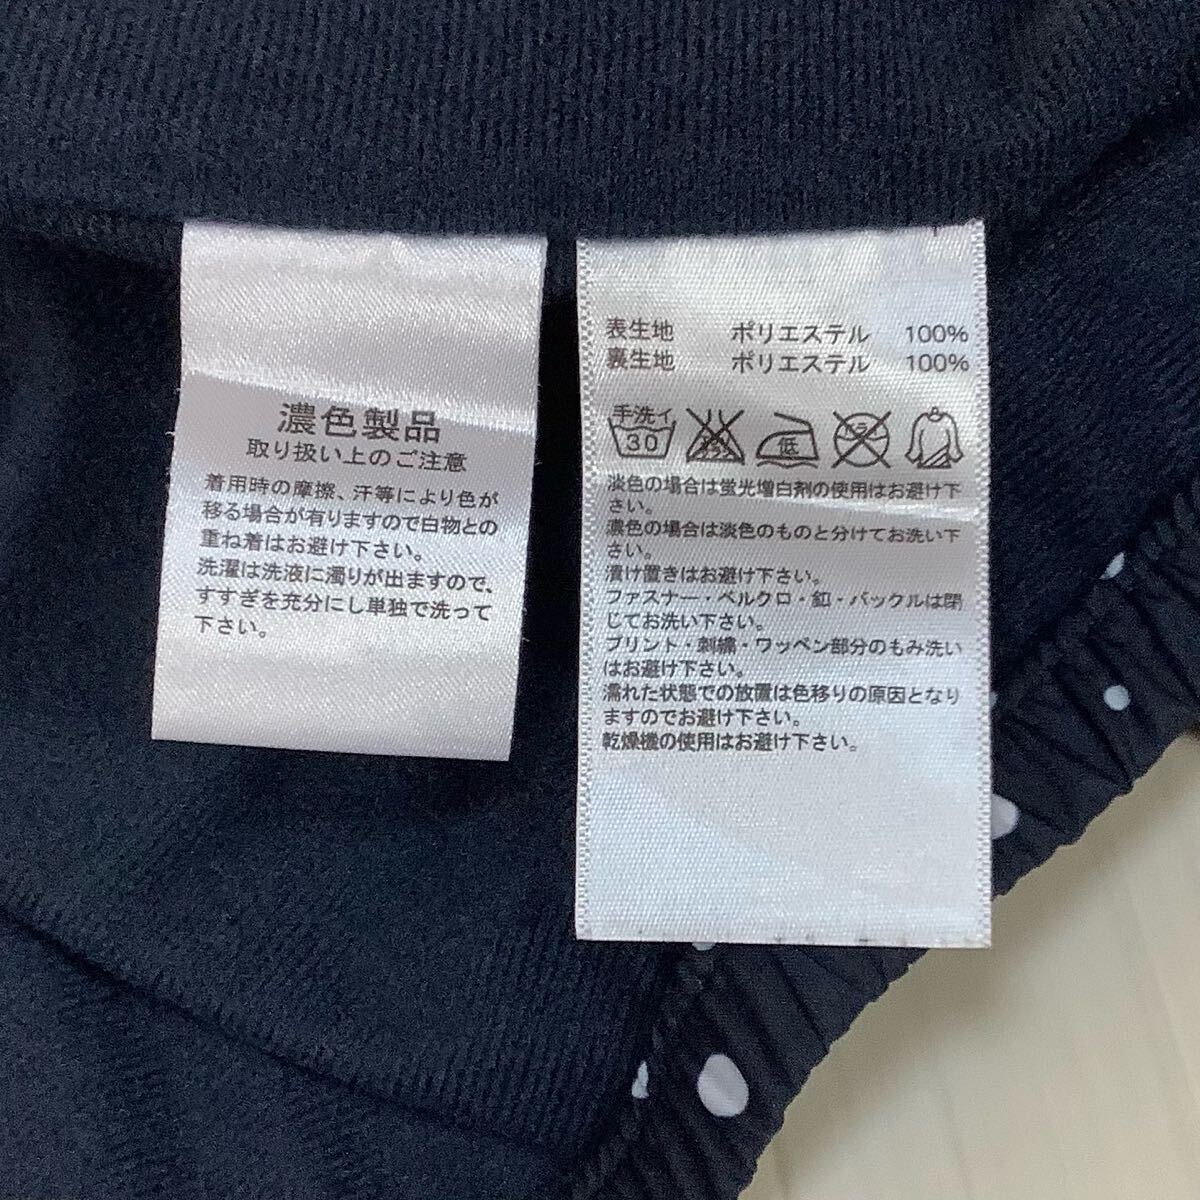 濃色製品
取り扱い上のご注意
着用時の摩擦、汗等により色が
移る場合が有りますので白物との
重ね着はお避け下さい。
洗濯は洗液に濁りが出ますので、
すすぎを充分にし単独で洗って
下さい。
表生地 ポリエステル 100%
裏生地 ポリエステル 100%
手洗イ
30
低
淡色の場合は蛍光増白剤の使用はお避け下
さい。
濃色の場合は淡色のものと分けてお洗い下
さい。
漬け置きはお避け下さい。
ファスナー・ベルクロ・釦・バックルは閉
じてお洗い下さい。
プリント・刺繍・ワッペン部分のもみ洗い
はお避け下さい。
濡れた状態での放置は色移りの原因となり
ますのでお避け下さい。
乾燥機の使用はお避け下さい。